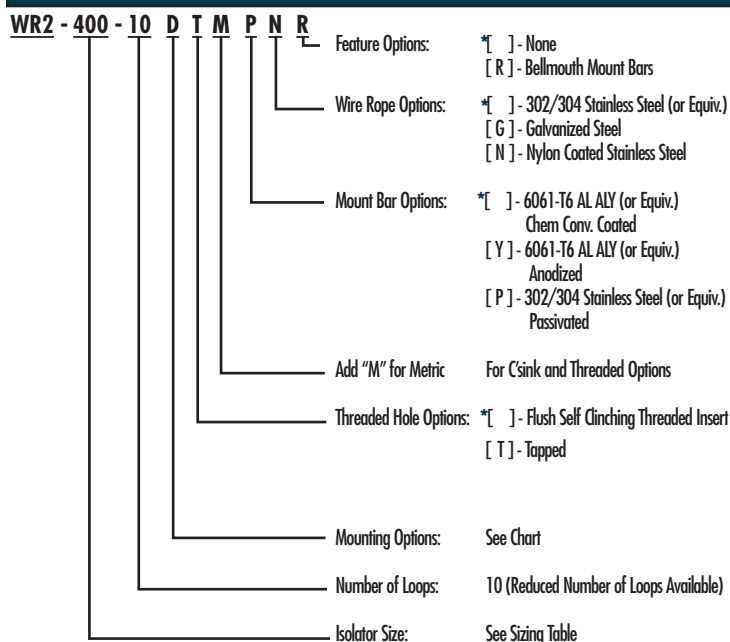 WR2 - 400 - 10 D T M P N R
Feature Options: *[ ] - None
[ R ] - Bellmouth Mount Bars
Wire Rope Options: *[ ] - 302/304 Stainless Steel (or Equiv.)
[ G ] - Galvanized Steel
[ N ] - Nylon Coated Stainless Steel
Mount Bar Options: *[ ] - 6061-T6 AL ALY (or Equiv.)
Chem Conv. Coated
[ Y ] - 6061-T6 AL ALY (or Equiv.)
Anodized
[ P ] - 302/304 Stainless Steel (or Equiv.)
Passivated
Add "M" for Metric For C'sink and Threaded Options
Threaded Hole Options: *[ ] - Flush Self Clinching Threaded Insert
[ T ] - Tapped
Mounting Options: See Chart
Number of Loops: 10 (Reduced Number of Loops Available)
Isolator Size: See Sizing Table